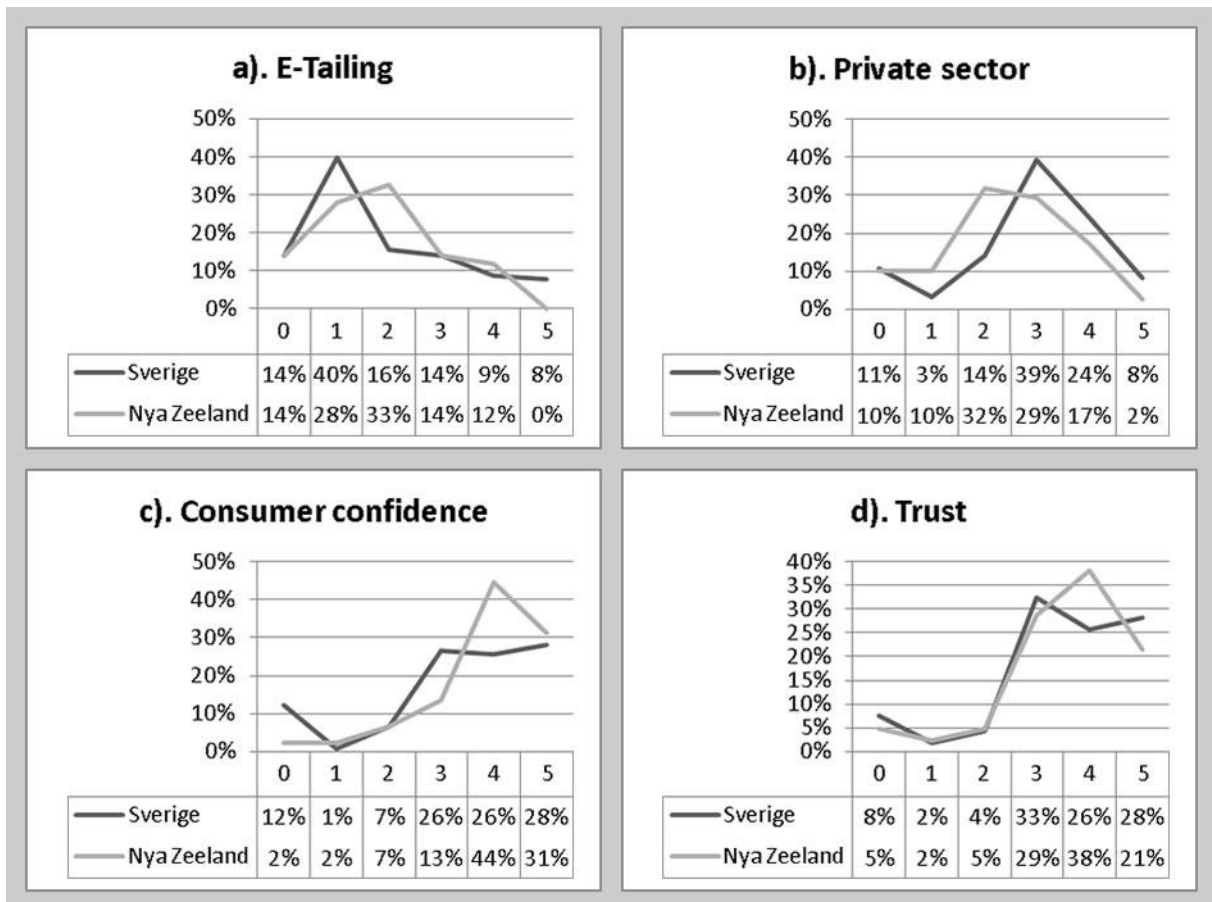 a). E-Tailing
50%
40%
30%
20%
10%
0%
0 1 2 3 4 5
Sverige 14% 40% 16% 14% 9% 8%
Nya Zeeland 14% 28% 33% 14% 12% 0%
b). Private sector
50%
40%
30%
20%
10%
0%
0 1 2 3 4 5
Sverige 11% 3% 14% 39% 24% 8%
Nya Zeeland 10% 10% 32% 29% 17% 2%
c). Consumer confidence
50%
40%
30%
20%
10%
0%
0 1 2 3 4 5
Sverige 12% 1% 7% 26% 26% 28%
Nya Zeeland 2% 2% 7% 13% 44% 31%
d). Trust
40%
35%
30%
25%
20%
15%
10%
5%
0%
0 1 2 3 4 5
Sverige 8% 2% 4% 33% 26% 28%
Nya Zeeland 5% 2% 5% 29% 38% 21%